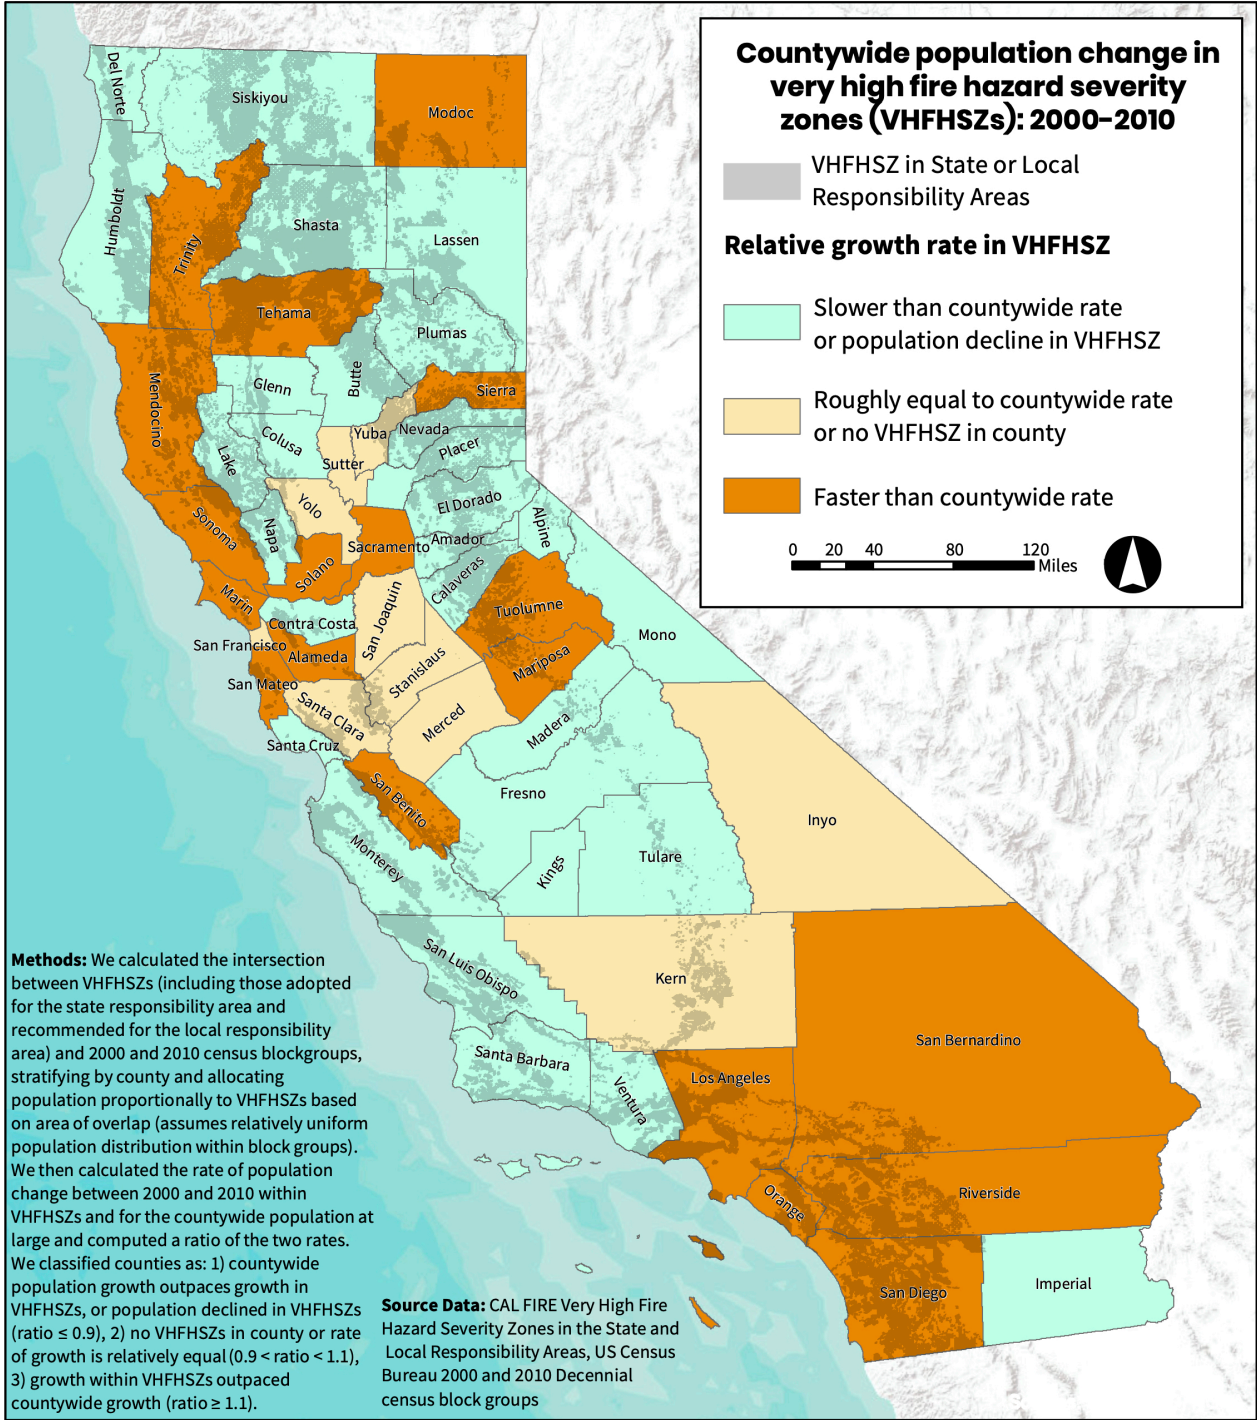 Countywide population change in
very high fire hazard severity
zones (VHFHSZs): 2000–2010
VHFHSZ in State or Local
Responsibility Areas
Relative growth rate in VHFHSZ
Slower than countywide rate
or population decline in VHFHSZ
Roughly equal to countywide rate
or no VHFHSZ in county
Faster than countywide rate
0 20 40 80 120
Miles
Del Norte
Siskiyou
Modoc
Humboldt
Trinity
Shasta
Lassen
Tehama
Plumas
Mendocino
Glenn
Butte
Sierra
Colusa
Yuba
Nevada
Lake
Sutter
Placer
Yolo
El Dorado
Sonoma
Napa
Sacramento
Amador
Alpine
Solano
Calaveras
Marin
Contra Costa
San Joaquin
Tuolumne
Mono
San Francisco
Alameda
Stanislaus
Mariposa
San Mateo
Santa Clara
Merced
Madera
Santa Cruz
San Benito
Fresno
Inyo
Monterey
Kings
Tulare
San Luis Obispo
Kern
San Bernardino
Santa Barbara
Ventura
Los Angeles
Orange
Riverside
San Diego
Imperial
Methods: We calculated the intersection
between VHFHSZs (including those adopted
for the state responsibility area and
recommended for the local responsibility
area) and 2000 and 2010 census blockgroups,
stratifying by county and allocating
population proportionally to VHFHSZs based
on area of overlap (assumes relatively uniform
population distribution within block groups).
We then calculated the rate of population
change between 2000 and 2010 within
VHFHSZs and for the countywide population at
large and computed a ratio of the two rates.
We classified counties as: 1) countywide
population growth outpaces growth in
VHFHSZs, or population declined in VHFHSZs
(ratio ≤ 0.9), 2) no VHFHSZs in county or rate
of growth is relatively equal (0.9 < ratio < 1.1),
3) growth within VHFHSZs outpaced
countywide growth (ratio ≥ 1.1).
Source Data: CAL FIRE Very High Fire
Hazard Severity Zones in the State and
Local Responsibility Areas, US Census
Bureau 2000 and 2010 Decennial
census block groups